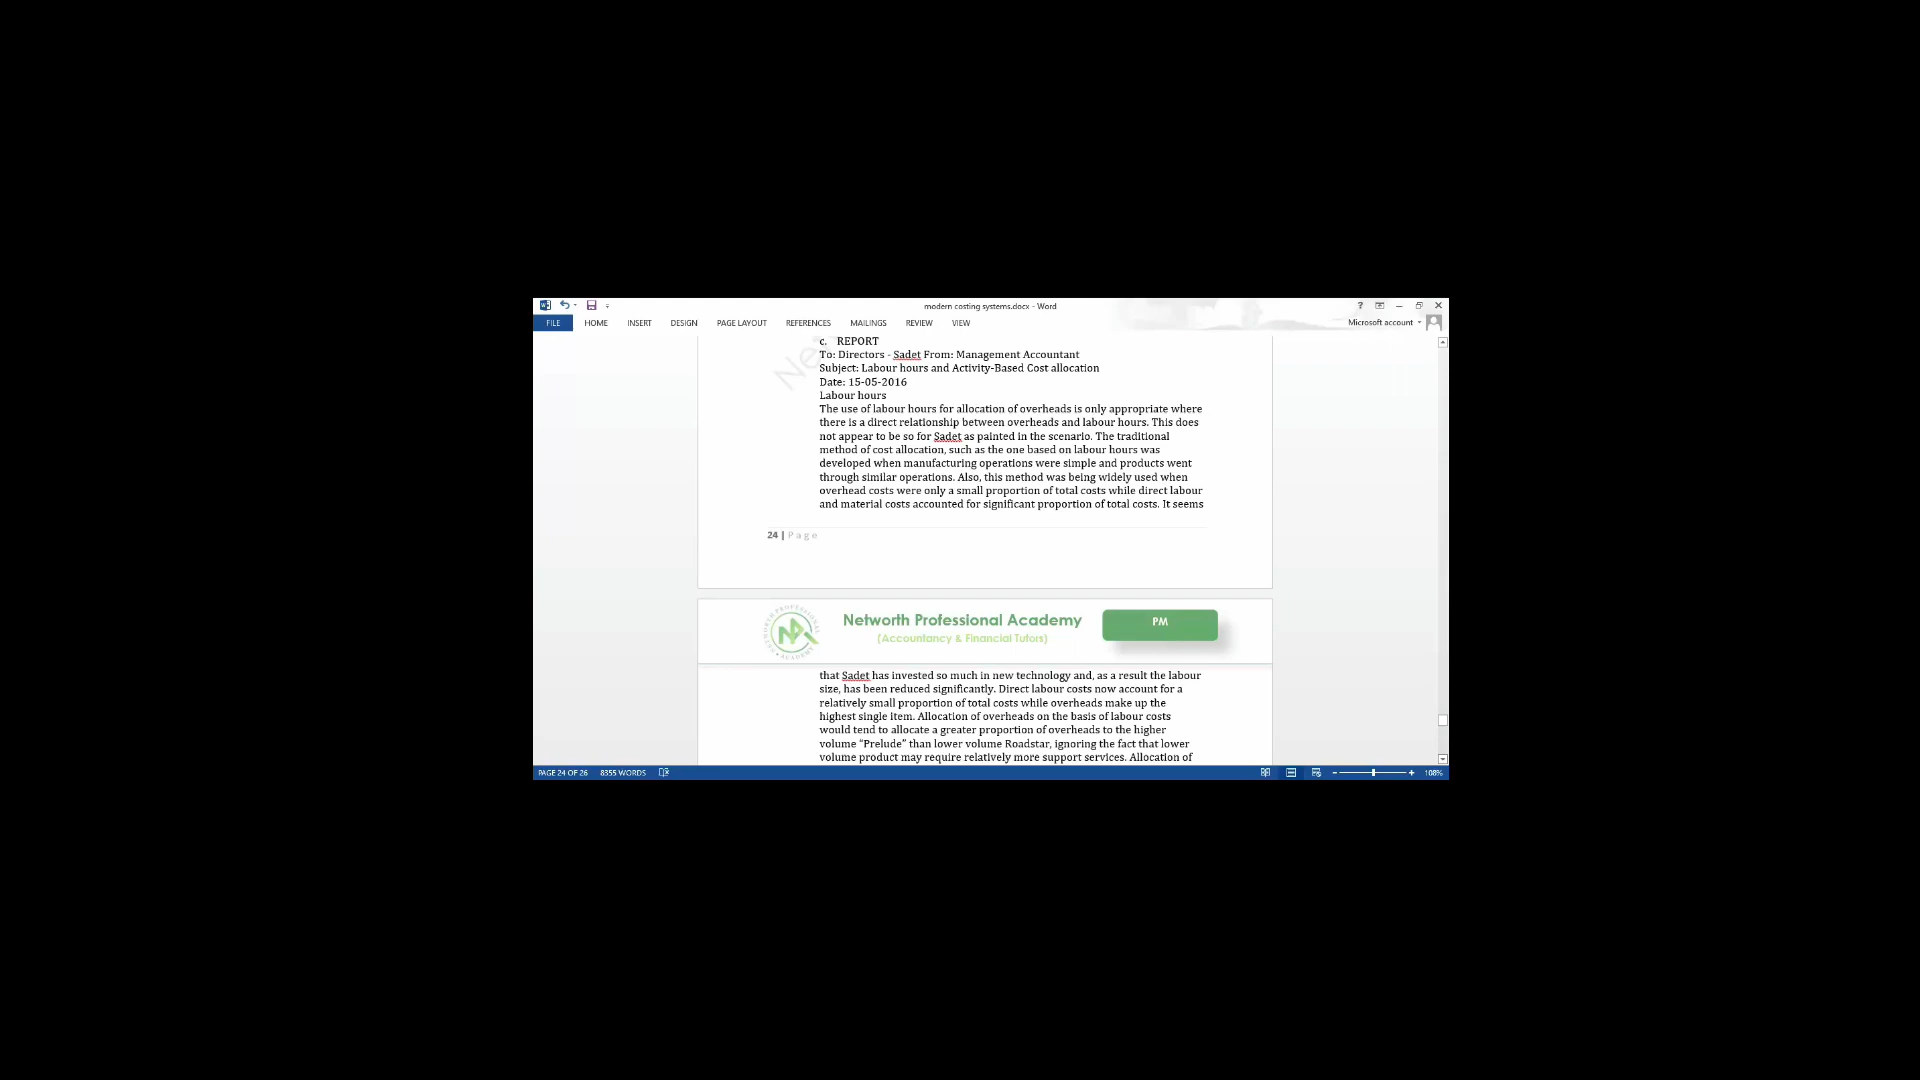 modern costing systems.docx - Word
FILE HOME INSERT DESIGN PAGE LAYOUT REFERENCES MAILINGS REVIEW VIEW
Microsoft account
c. REPORT
To: Directors - Sadet From: Management Accountant
Subject: Labour hours and Activity-Based Cost allocation
Date: 15-05-2016
Labour hours
The use of labour hours for allocation of overheads is only appropriate where
there is a direct relationship between overheads and labour hours. This does
not appear to be so for Sadet as painted in the scenario. The traditional
method of cost allocation, such as the one based on labour hours was
developed when manufacturing operations were simple and products went
through similar operations. Also, this method was being widely used when
overhead costs were only a small proportion of total costs while direct labour
and material costs accounted for significant proportion of total costs. It seems
24 | Page
Networth Professional Academy
(Accountancy & Financial Tutors)
PM
NETWORTH PROFESSIONAL
ACADEMY
that Sadet has invested so much in new technology and, as a result the labour
size, has been reduced significantly. Direct labour costs now account for a
relatively small proportion of total costs while overheads make up the
highest single item. Allocation of overheads on the basis of labour costs
would tend to allocate a greater proportion of overheads to the higher
volume “Prelude” than lower volume Roadstar, ignoring the fact that lower
volume product may require relatively more support services. Allocation of
PAGE 24 OF 26 8355 WORDS
108%